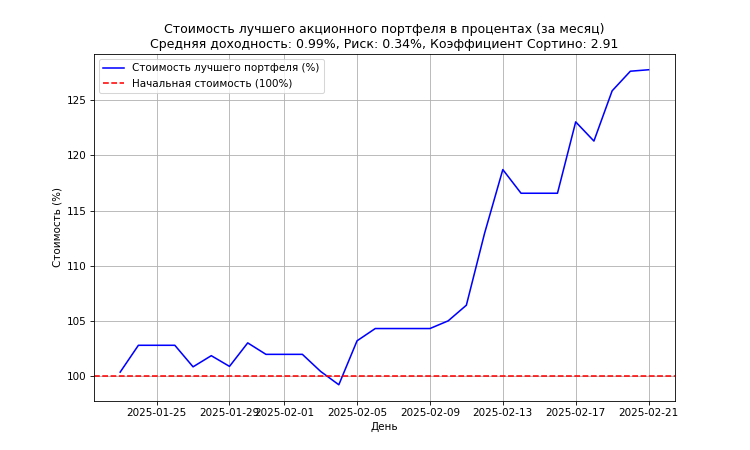 Стоимость лучшего акционного портфеля в процентах (за месяц)
Средняя доходность: 0.99%, Риск: 0.34%, Коэффициент Сортино: 2.91
Стоимость лучшего портфеля (%)
Начальная стоимость (100%)
Стоимость (%)
125
120
115
110
105
100
2025-01-25
2025-01-29
2025-02-01
2025-02-05
2025-02-09
2025-02-13
2025-02-17
2025-02-21
День